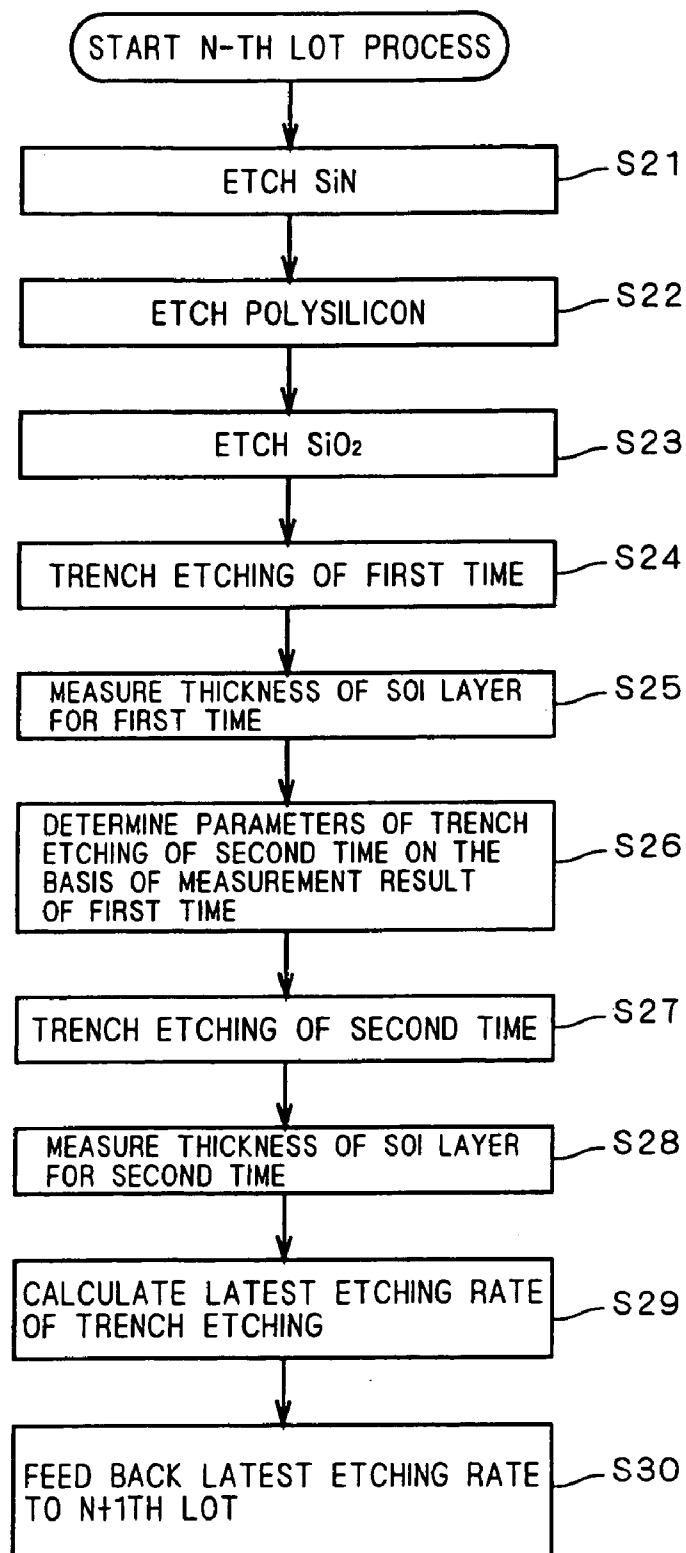 START N-TH LOT PROCESS
ETCH SiN
S21
ETCH POLYSILICON
S22
ETCH SiO₂
S23
TRENCH ETCHING OF FIRST TIME
S24
MEASURE THICKNESS OF SOI LAYER
FOR FIRST TIME
S25
DETERMINE PARAMETERS OF TRENCH
ETCHING OF SECOND TIME ON THE
BASIS OF MEASUREMENT RESULT
OF FIRST TIME
S26
TRENCH ETCHING OF SECOND TIME
S27
MEASURE THICKNESS OF SOI LAYER
FOR SECOND TIME
S28
CALCULATE LATEST ETCHING RATE
OF TRENCH ETCHING
S29
FEED BACK LATEST ETCHING RATE
TO N+1TH LOT
S30